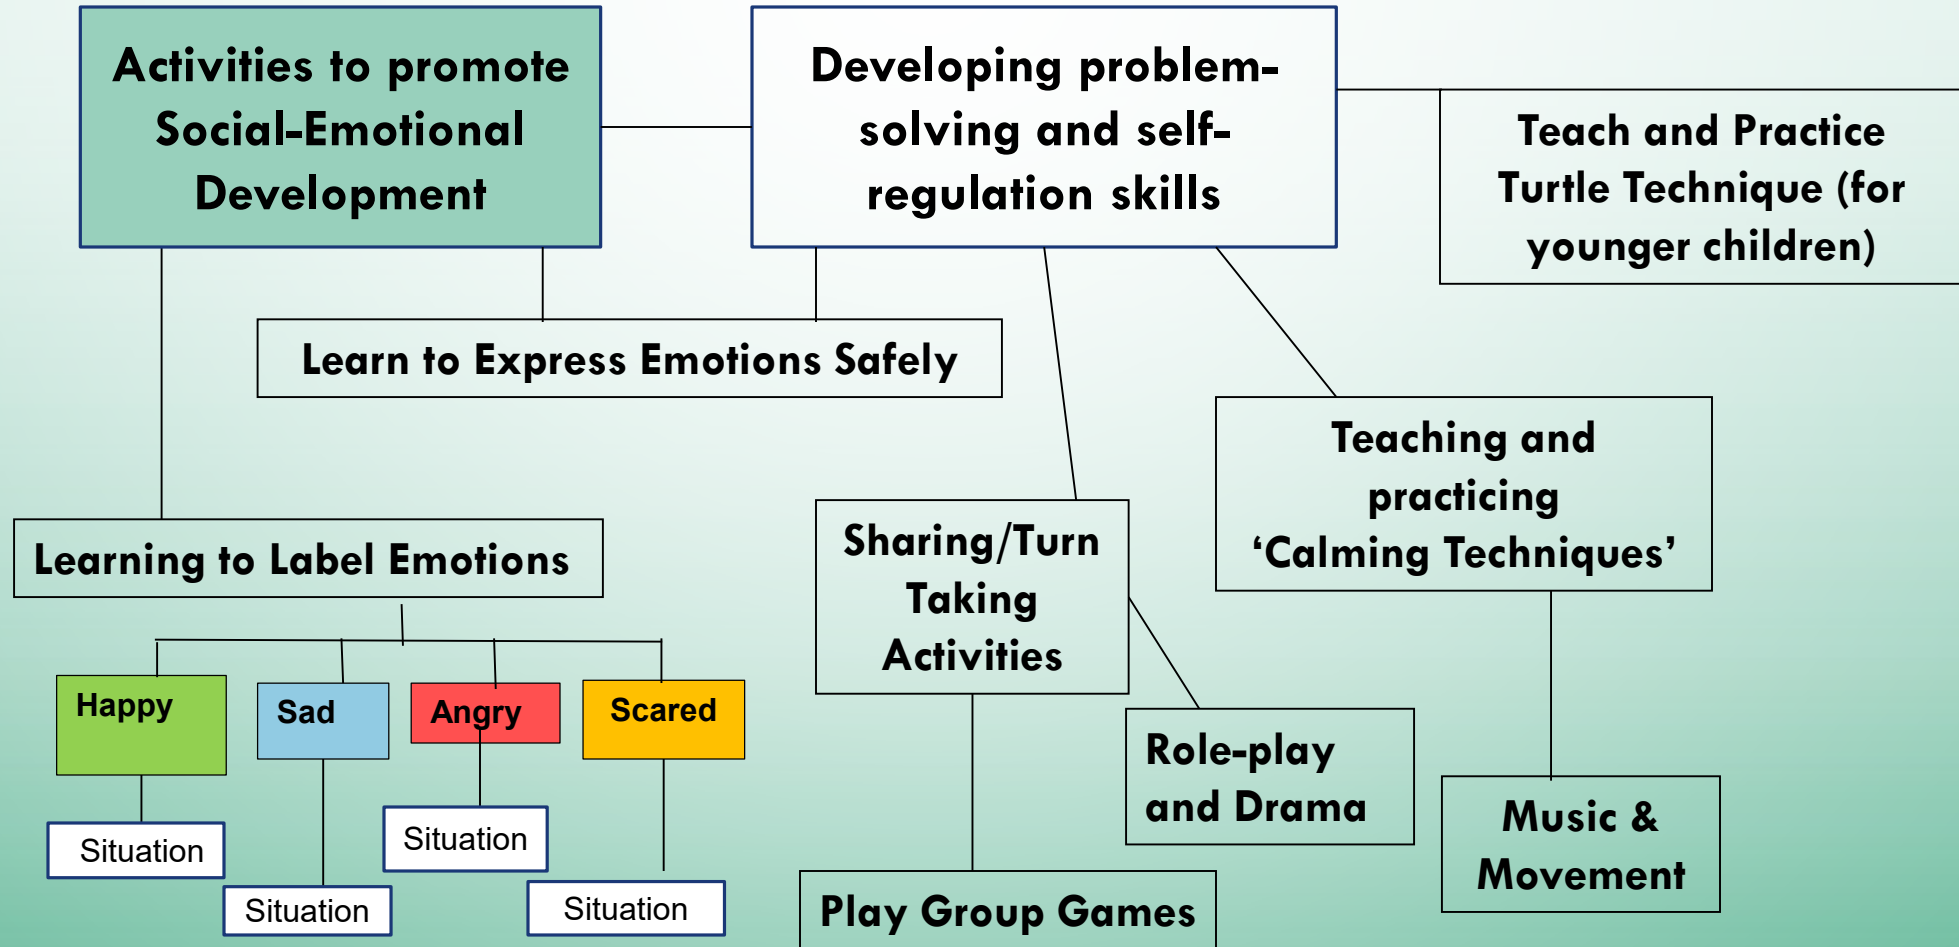 Activities to promote
Social-Emotional
Development
Developing problem-
solving and self-
regulation skills
Teach and Practice
Turtle Technique (for
younger children)
Learn to Express Emotions Safely
Teaching and
practicing
‘Calming Techniques’
Learning to Label Emotions
Sharing/Turn
Taking
Activities
Happy
Sad
Angry
Scared
Role-play
and Drama
Music &
Movement
Situation
Situation
Situation
Situation
Play Group Games